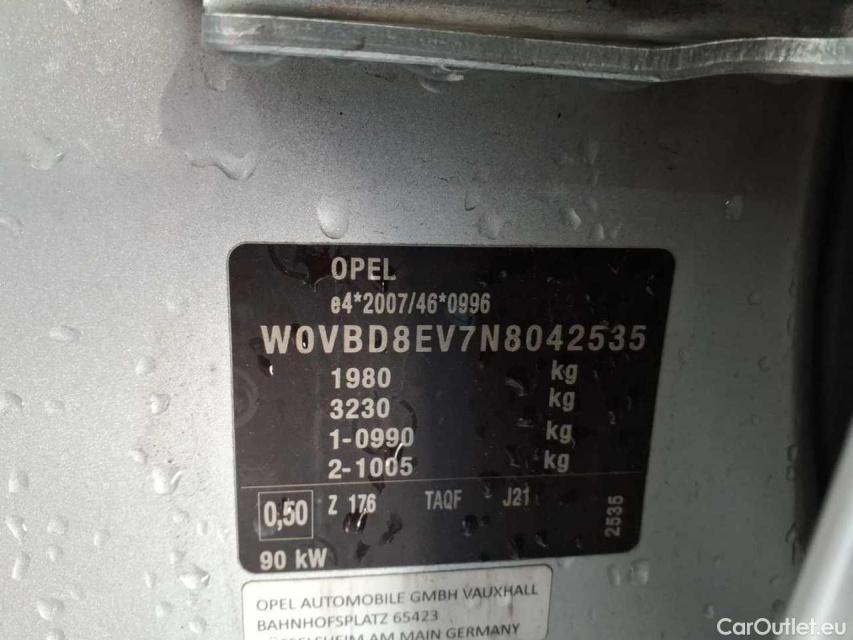 OPEL
e4*2007/46*0996
W0VBD8EV7N8042535
1980 kg
3230 kg
1-0990 kg
2-1005 kg
0,50 Z 176 TAQF J21
2535
90 kW
OPEL AUTOMOBILE GMBH VAUXHALL
BAHNHOFSPLATZ 65423
RÜSSELSHEIM AM MAIN GERMANY
CarOutlet.eu